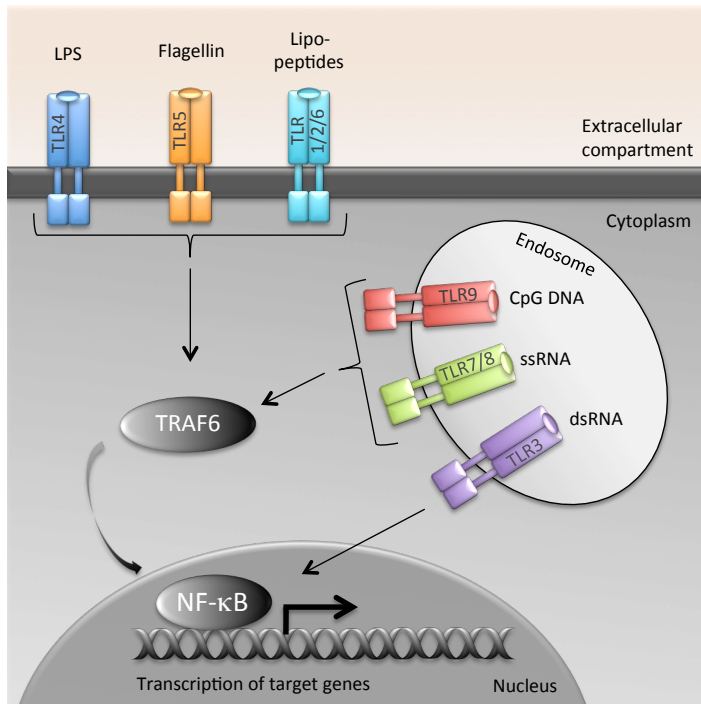 LPS
Flagellin
Lipo-
peptides
TLR4
TLR5
TLR
1/2/6
Extracellular
compartment
Cytoplasm
Endosome
TLR9
CpG DNA
TLR7/8
ssRNA
dsRNA
TLR3
TRAF6
NF-κB
Transcription of target genes
Nucleus